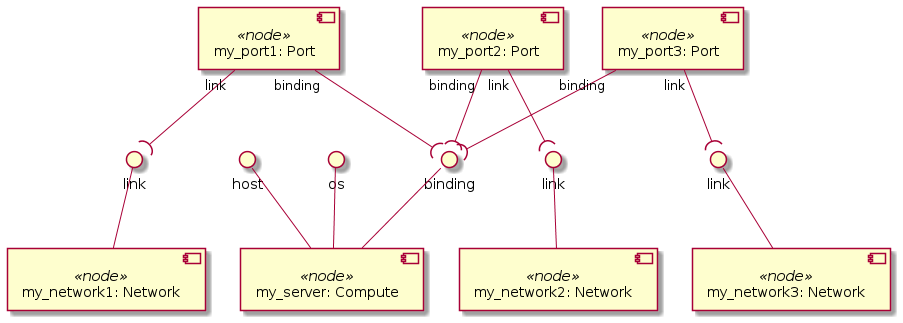 «node»
my_port1: Port
«node»
my_port2: Port
«node»
my_port3: Port
link
binding
binding
link
binding
link
link
host
os
binding
link
link
«node»
my_network1: Network
«node»
my_server: Compute
«node»
my_network2: Network
«node»
my_network3: Network